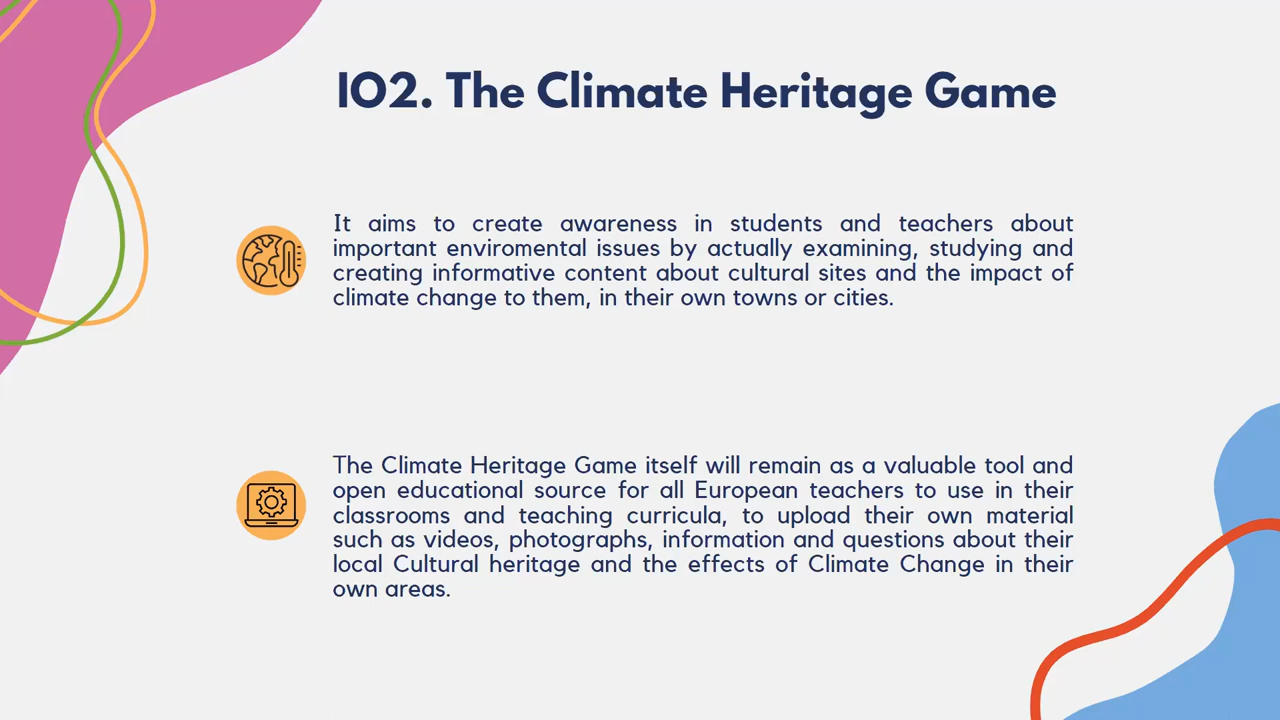 IO2. The Climate Heritage Game
It aims to create awareness in students and teachers about
important enviromental issues by actually examining, studying and
creating informative content about cultural sites and the impact of
climate change to them, in their own towns or cities.
The Climate Heritage Game itself will remain as a valuable tool and
open educational source for all European teachers to use in their
classrooms and teaching curricula, to upload their own material
such as videos, photographs, information and questions about their
local Cultural heritage and the effects of Climate Change in their
own areas.